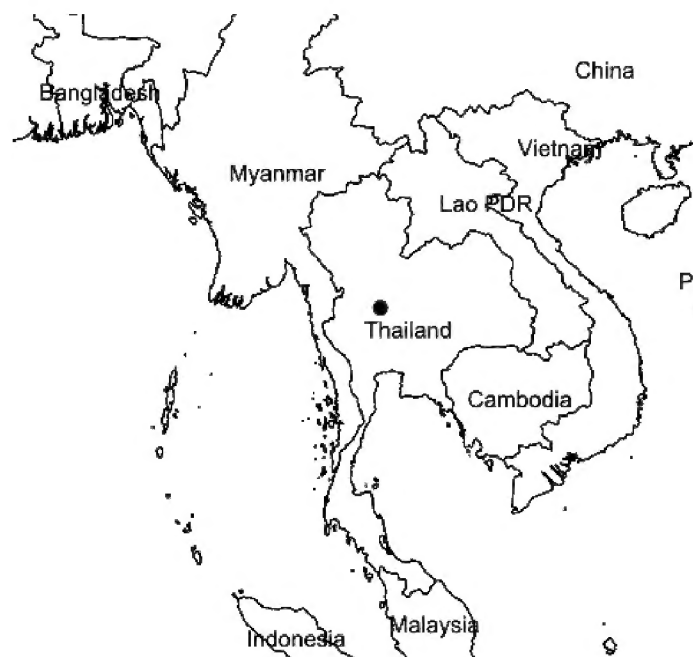 China
Bangladesh
Vietnam
Myanmar
Lao PDR
P
Thailand
Cambodia
Malaysia
Indonesia